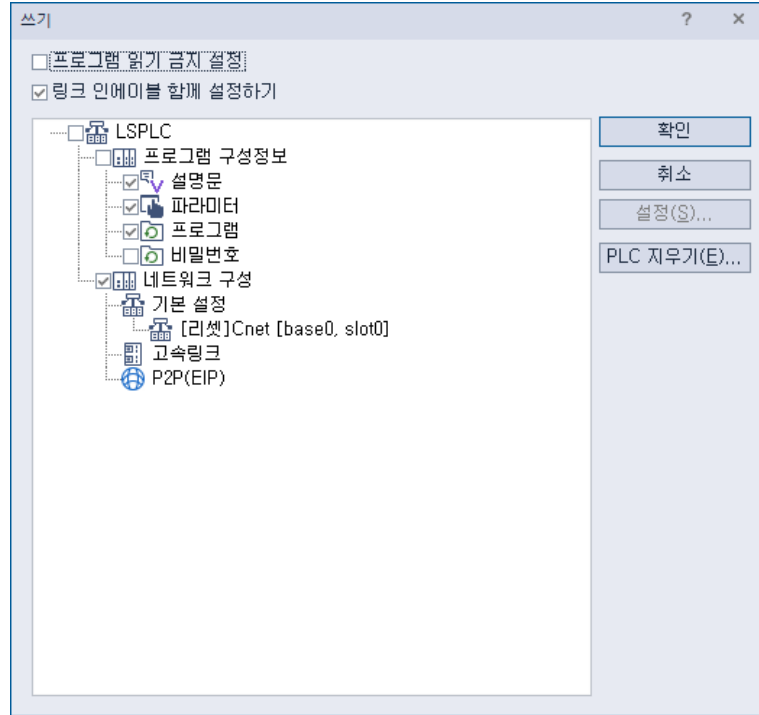 쓰기
프로그램 읽기 금지 설정
링크 인에이블 함께 설정하기
LSPLC
프로그램 구성정보
설명문
파라미터
프로그램
비밀번호
네트워크 구성
기본 설정
[리셋]Cnet [base0, slot0]
고속링크
P2P(EIP)
확인
취소
설정(S)...
PLC 지우기(E)...